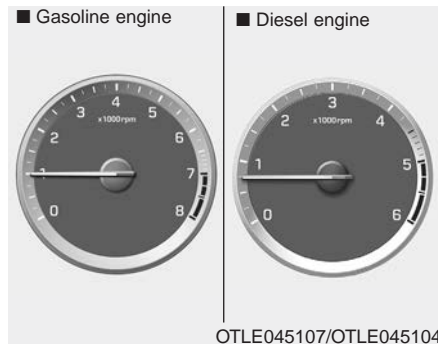 ■ Gasoline engine
■ Diesel engine
4
3 5
x1000rpm
2 6
1 7
0 8
3
2 4
x1000rpm
1 5
0 6
OTLE045107/OTLE045104